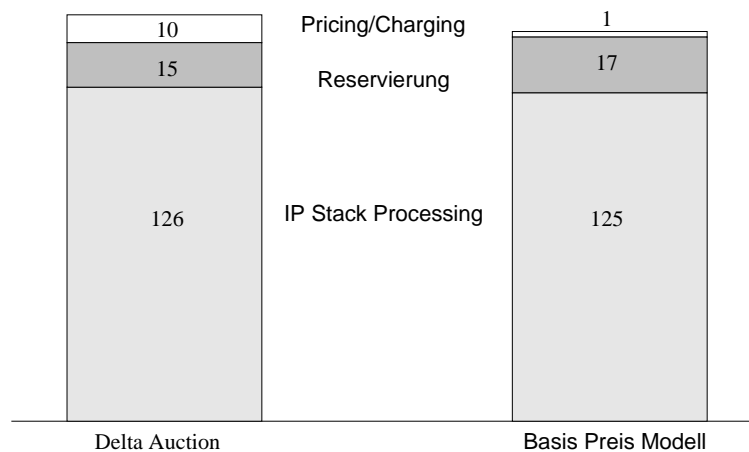 10
Pricing/Charging
1
15
Reservierung
17
126
IP Stack Processing
125
Delta Auction
Basis Preis Modell